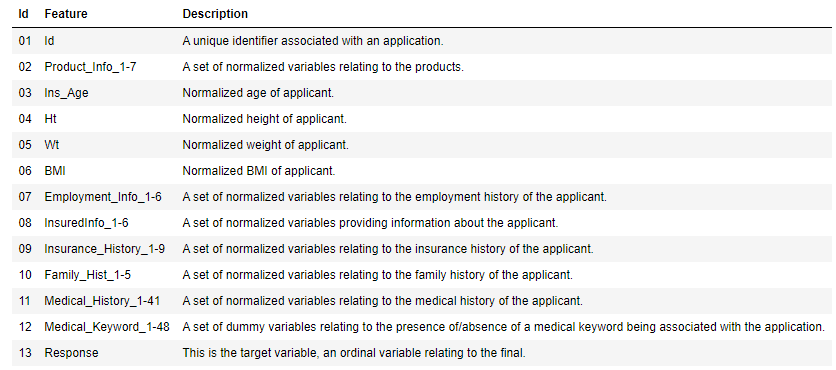 Id Feature Description
01 Id A unique identifier associated with an application.
02 Product_Info_1-7 A set of normalized variables relating to the products.
03 Ins_Age Normalized age of applicant.
04 Ht Normalized height of applicant.
05 Wt Normalized weight of applicant.
06 BMI Normalized BMI of applicant.
07 Employment_Info_1-6 A set of normalized variables relating to the employment history of the applicant.
08 InsuredInfo_1-6 A set of normalized variables providing information about the applicant.
09 Insurance_History_1-9 A set of normalized variables relating to the insurance history of the applicant.
10 Family_Hist_1-5 A set of normalized variables relating to the family history of the applicant.
11 Medical_History_1-41 A set of normalized variables relating to the medical history of the applicant.
12 Medical_Keyword_1-48 A set of dummy variables relating to the presence of/absence of a medical keyword being associated with the application.
13 Response This is the target variable, an ordinal variable relating to the final.